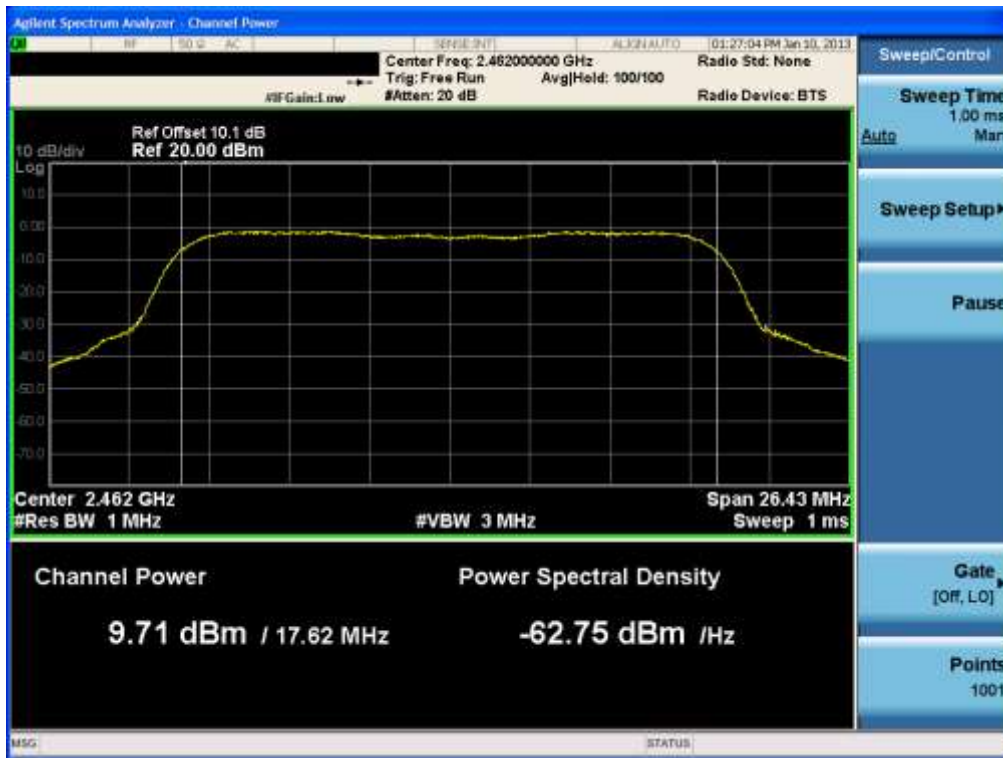 Agilent Spectrum Analyzer - Channel Power
RF 50 Ω AC SENSE:INT ALIGN AUTO 01:27:04 PM Jan 10, 2013
Center Freq: 2.462000000 GHz Radio Std: None
Trig: Free Run Avg|Hold: 100/100
#IFGain:Low #Atten: 20 dB Radio Device: BTS
Ref Offset 10.1 dB
10 dB/div Ref 20.00 dBm
Log
10.0
0.00
-10.0
-20.0
-30.0
-40.0
-50.0
-60.0
-70.0
Center 2.462 GHz Span 26.43 MHz
#Res BW 1 MHz #VBW 3 MHz Sweep 1 ms
Channel Power Power Spectral Density
9.71 dBm / 17.62 MHz -62.75 dBm /Hz
MSG STATUS
Sweep/Control
Sweep Time
1.00 ms
Auto Man
Sweep Setup
Pause
Gate
[Off, LO]
Points
1001